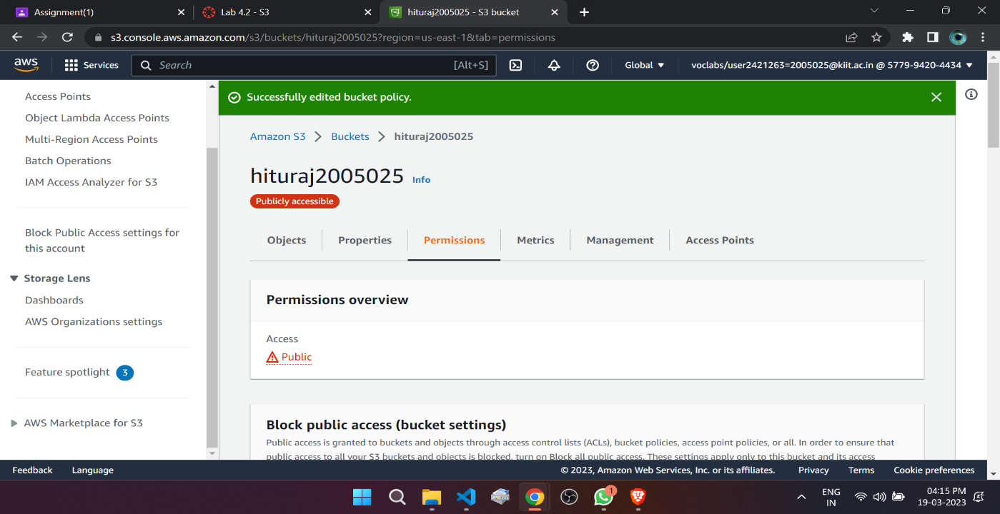 Assignment(1)
Lab 4.2 - S3
hituraj2005025 - S3 bucket
s3.console.aws.amazon.com/s3/buckets/hituraj2005025?region=us-east-1&tab=permissions
aws
Services
Search
[Alt+S]
Global
voclabs/user2421263=2005025@kiit.ac.in @ 5779-9420-4434
Access Points
Object Lambda Access Points
Multi-Region Access Points
Batch Operations
IAM Access Analyzer for S3
Block Public Access settings for
this account
Storage Lens
Dashboards
AWS Organizations settings
Feature spotlight 3
AWS Marketplace for S3
Successfully edited bucket policy.
Amazon S3 > Buckets > hituraj2005025
hituraj2005025 Info
Publicly accessible
Objects
Properties
Permissions
Metrics
Management
Access Points
Permissions overview
Access
Public
Block public access (bucket settings)
Public access is granted to buckets and objects through access control lists (ACLs), bucket policies, access point policies, or all. In order to ensure that
public access to all your S3 buckets and objects is blocked, turn on Block all public access. These settings apply only to this bucket and its access
Feedback
Language
© 2023, Amazon Web Services, Inc. or its affiliates.
Privacy
Terms
Cookie preferences
1
ENG
IN
04:15 PM
19-03-2023